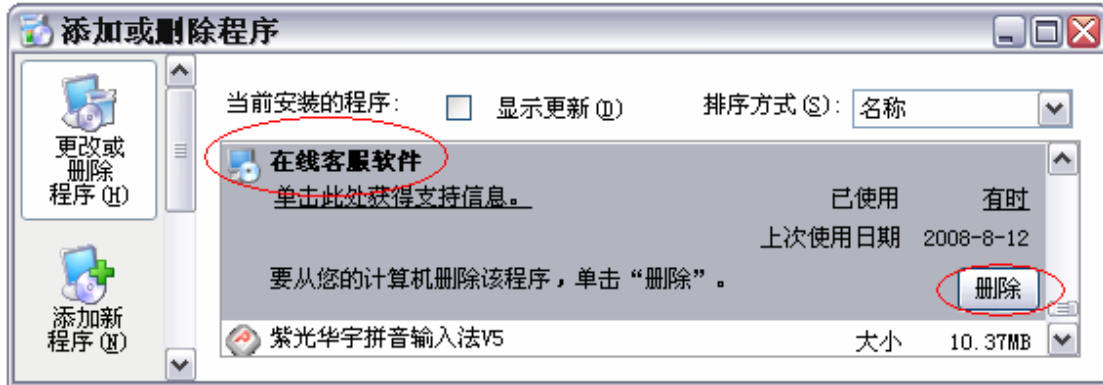 添加或删除程序
更改或
删除
程序(H)
添加新
程序(N)
当前安装的程序: 显示更新(D) 排序方式(S): 名称
在线客服软件
单击此处获得支持信息。 已使用 有时
上次使用日期 2008-8-12
要从您的计算机删除该程序，单击“删除”。 删除
紫光华宇拼音输入法V5 大小 10.37MB